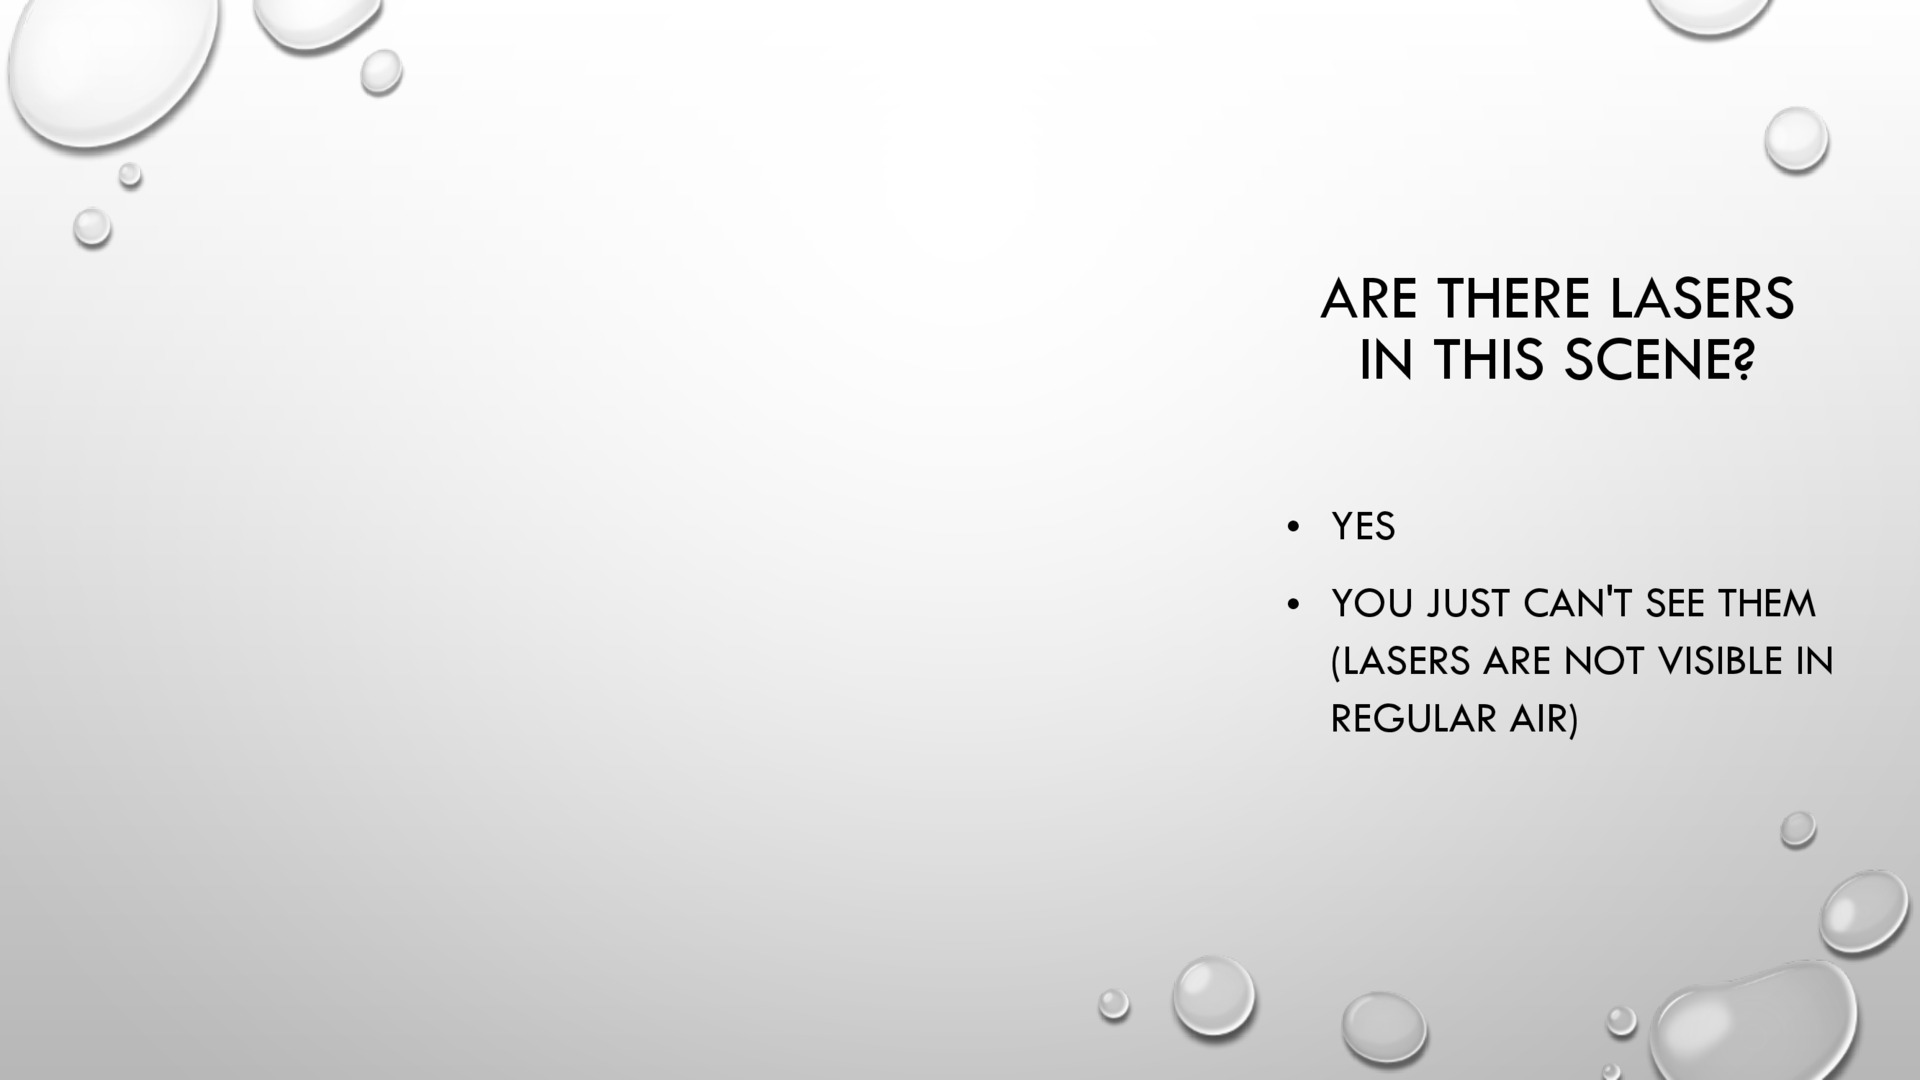 ARE THERE LASERS
IN THIS SCENE?
• YES
• YOU JUST CAN'T SEE THEM
(LASERS ARE NOT VISIBLE IN
REGULAR AIR)